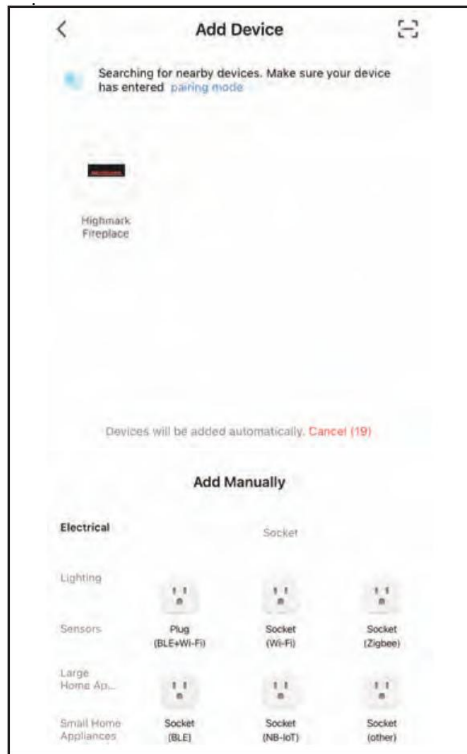 Add Device
Searching for nearby devices. Make sure your device
has entered pairing mode
Highmark
Fireplace
Devices will be added automatically. Cancel (19)
Add Manually
Electrical
Socket
Lighting
Sensors
Plug
(BLE+Wi-Fi)
Socket
(Wi-Fi)
Socket
(Zigbee)
Large
Home Ap...
Small Home
Appliances
Socket
(BLE)
Socket
(NB-IoT)
Socket
(other)